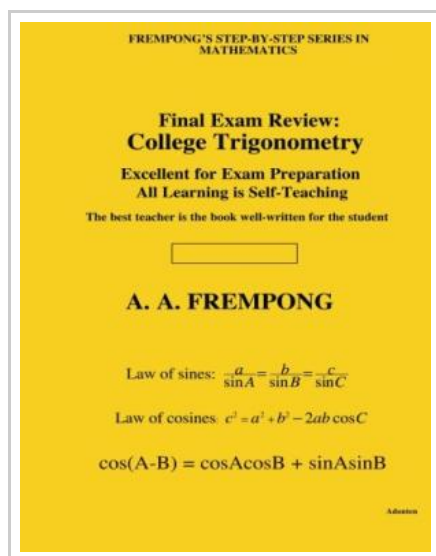 FREMPONG'S STEP-BY-STEP SERIES IN
MATHEMATICS
Final Exam Review:
College Trigonometry
Excellent for Exam Preparation
All Learning is Self-Teaching
The best teacher is the book well-written for the student
A. A. FREMPONG
Law of sines: a/sinA = b/sinB = c/sinC
Law of cosines: c² = a² + b² − 2ab cosC
cos(A-B) = cosAcosB + sinAsinB
Adonten